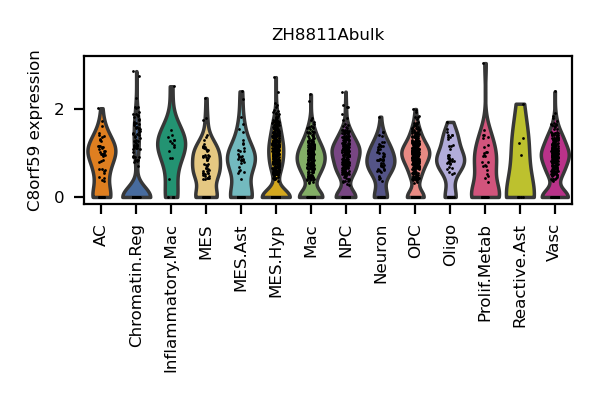 ZH8811Abulk
C8orf59 expression
2
0
AC
Chromatin.Reg
Inflammatory.Mac
MES
MES.Ast
MES.Hyp
Mac
NPC
Neuron
OPC
Oligo
Prolif.Metab
Reactive.Ast
Vasc